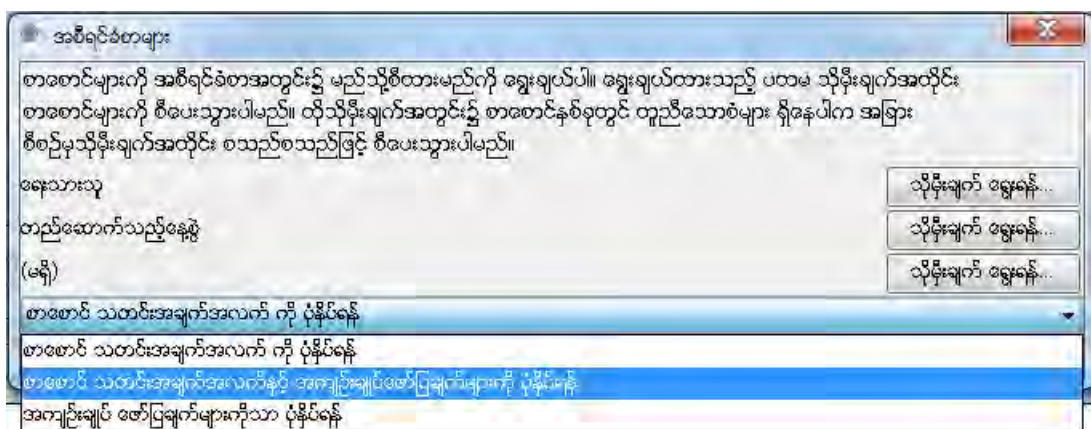 အစီရင်ခံစာများ
စာစောင်များကို အစီရင်ခံစာအတွင်း၌ မည်သို့စီထားမည်ကို ရွေးချယ်ပါ။ ရွေးချယ်ထားသည့် ပထမ သိုမှီးချက်အတိုင်း
စာစောင်များကို စီပေးသွားပါမည်။ ထိုသိုမှီးချက်အတွင်း၌ စာစောင်နှစ်ခုတွင် တူညီသောစံများ ရှိနေပါက အခြား
စီစဉ်မှုသိုမှီးချက်အတိုင်း စသည်စသည်ဖြင့် စီပေးသွားပါမည်။
ရေးသားသူ
သိုမှီးချက် ရွေးရန်...
တည်ဆောက်သည့်နေ့စွဲ
သိုမှီးချက် ရွေးရန်...
(မရှိ)
သိုမှီးချက် ရွေးရန်...
စာစောင် သတင်းအချက်အလက် ကို ပုံနှိပ်ရန်
စာစောင် သတင်းအချက်အလက် ကို ပုံနှိပ်ရန်
စာစောင် သတင်းအချက်အလက်နှင့် အကျဉ်းချုပ်ဖော်ပြချက်များကို ပုံနှိပ်ရန်
အကျဉ်းချုပ် ဖော်ပြချက်များကိုသာ ပုံနှိပ်ရန်